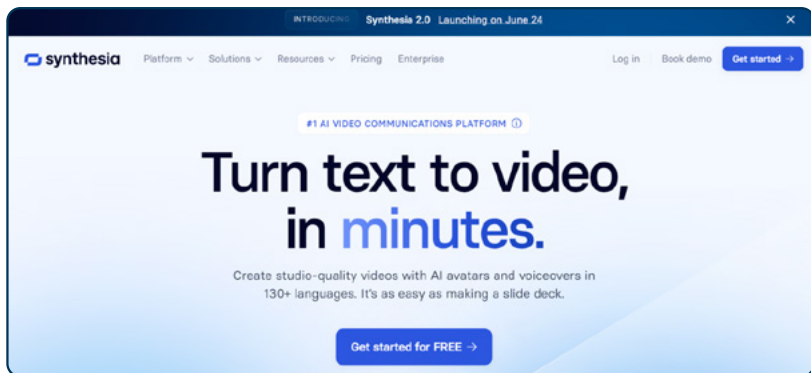 INTRODUCING Synthesia 2.0 Launching on June 24
synthesia Platform Solutions Resources Pricing Enterprise Log in Book demo Get started →
#1 AI VIDEO COMMUNICATIONS PLATFORM
Turn text to video,
in minutes.
Create studio-quality videos with AI avatars and voiceovers in
130+ languages. It's as easy as making a slide deck.
Get started for FREE →